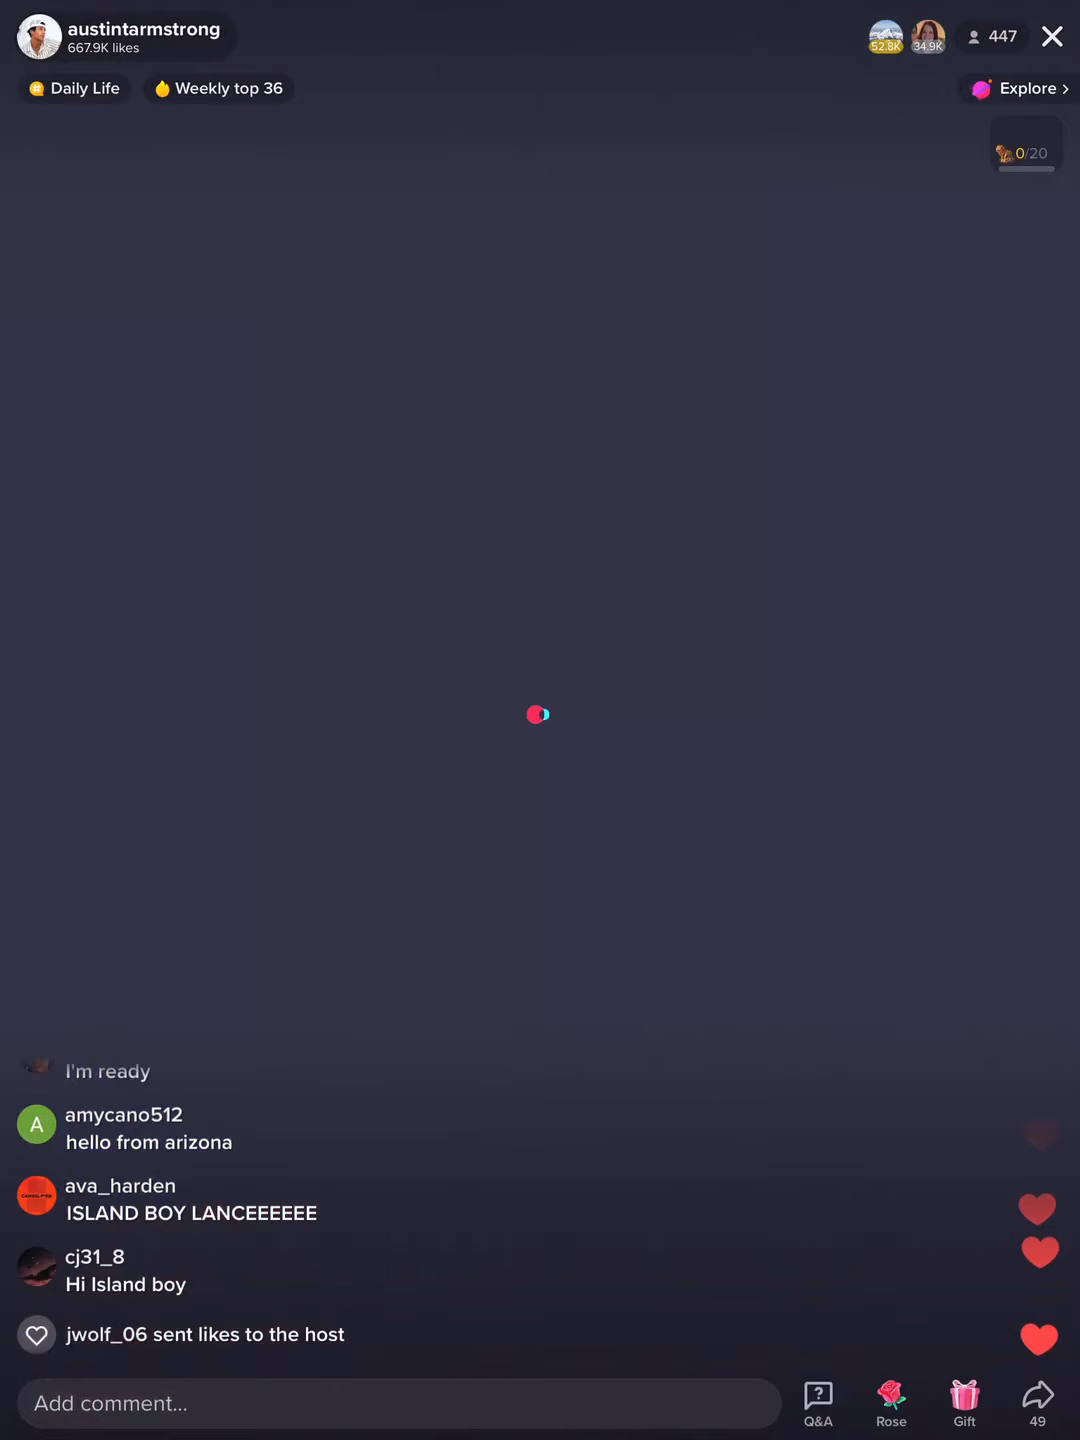 austintarmstrong
667.9K likes
52.8K
34.9K
447
Daily Life
Weekly top 36
Explore >
0/20
I'm ready
A
amycano512
hello from arizona
ava_harden
ISLAND BOY LANCEEEEEE
cj31_8
Hi Island boy
jwolf_06 sent likes to the host
Add comment...
Q&A
Rose
Gift
49